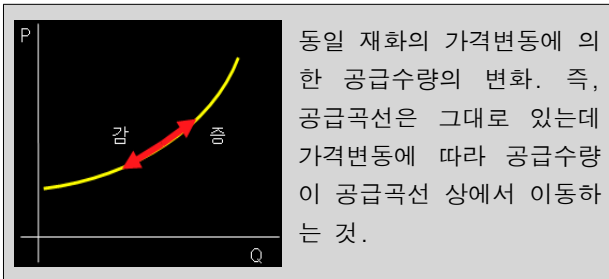 P
감
증
Q
동일 재화의 가격변동에 의
한 공급수량의 변화. 즉,
공급곡선은 그대로 있는데
가격변동에 따라 공급수량
이 공급곡선 상에서 이동하
는 것.